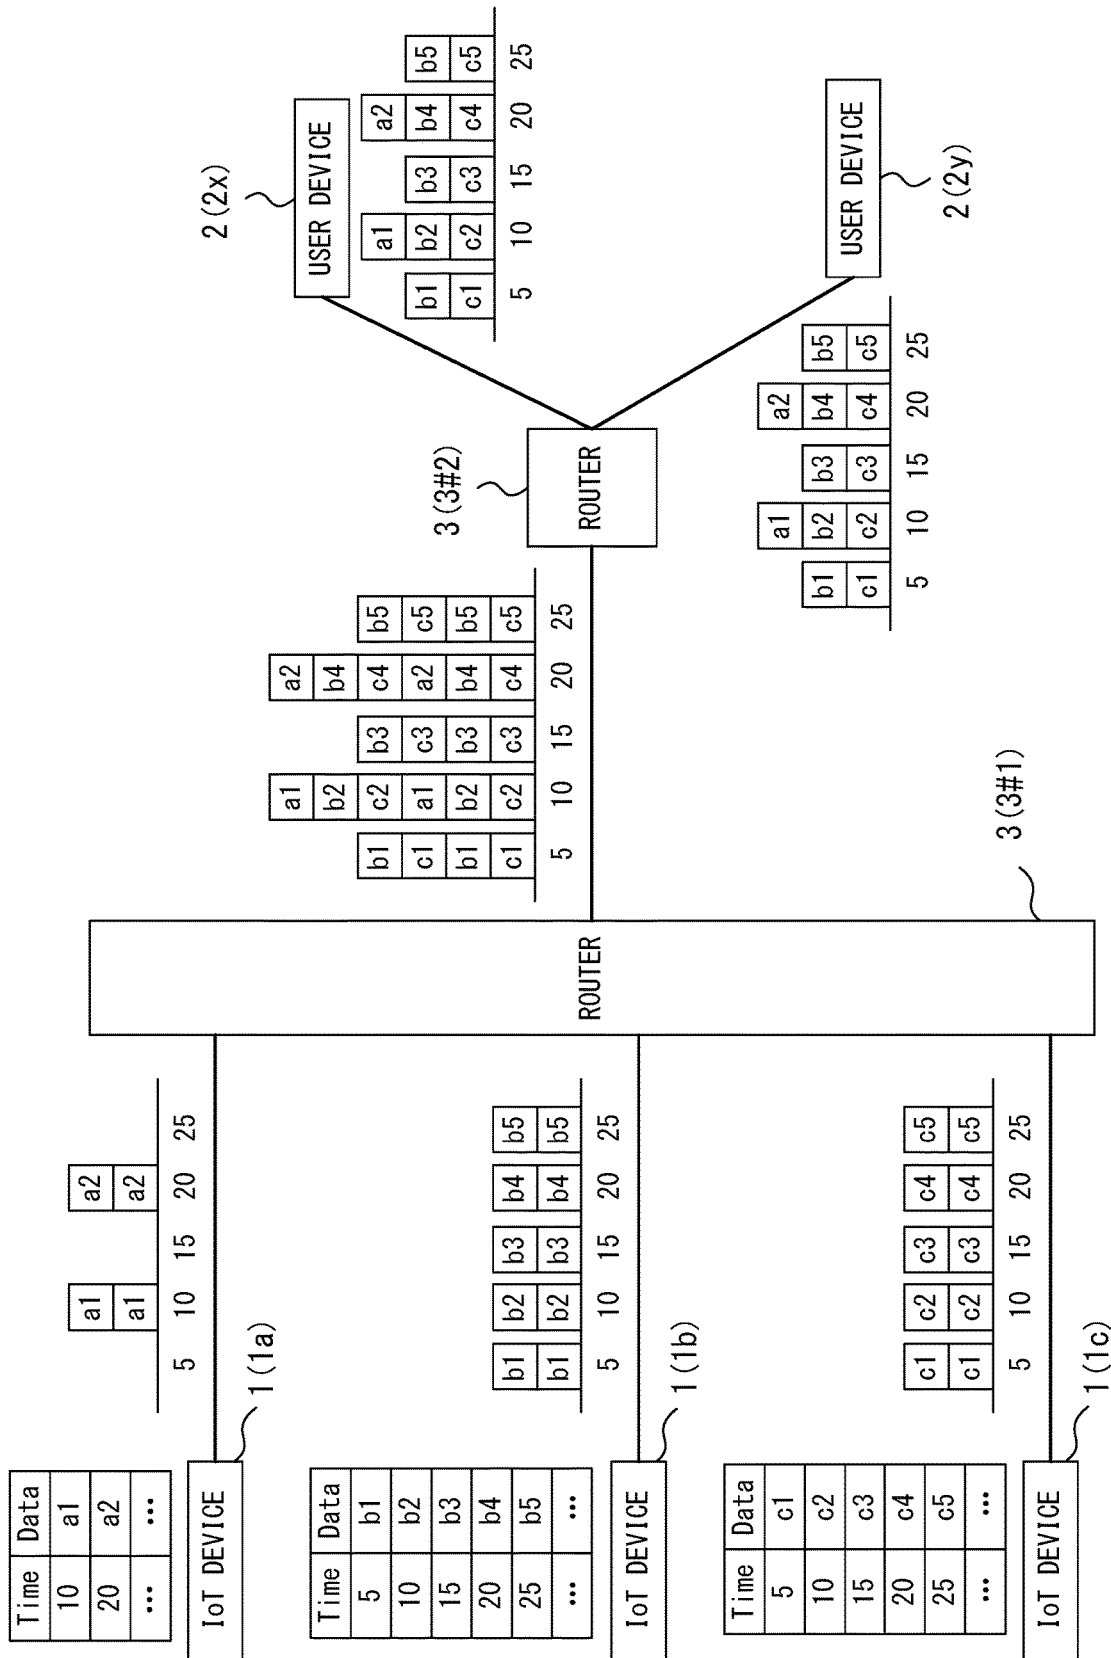 Time Data
10 a1
20 a2
... ...
IoT DEVICE
1(1a)
a1 a2
a1 a2
5 10 15 20 25
Time Data
5 b1
10 b2
15 b3
20 b4
25 b5
... ...
IoT DEVICE
1(1b)
b1 b2 b3 b4 b5
b1 b2 b3 b4 b5
5 10 15 20 25
Time Data
5 c1
10 c2
15 c3
20 c4
25 c5
... ...
IoT DEVICE
1(1c)
c1 c2 c3 c4 c5
c1 c2 c3 c4 c5
5 10 15 20 25
ROUTER
3(3#1)
a1 a2
b2 b4
b1 c2 b3 c4 b5
c1 a1 c3 a2 c5
b1 b2 b3 b4 b5
c1 c2 c3 c4 c5
5 10 15 20 25
ROUTER
3(3#2)
2(2x)
USER DEVICE
a1 a2
b1 b2 b3 b4 b5
c1 c2 c3 c4 c5
5 10 15 20 25
a1 a2
b1 b2 b3 b4 b5
c1 c2 c3 c4 c5
5 10 15 20 25
USER DEVICE
2(2y)